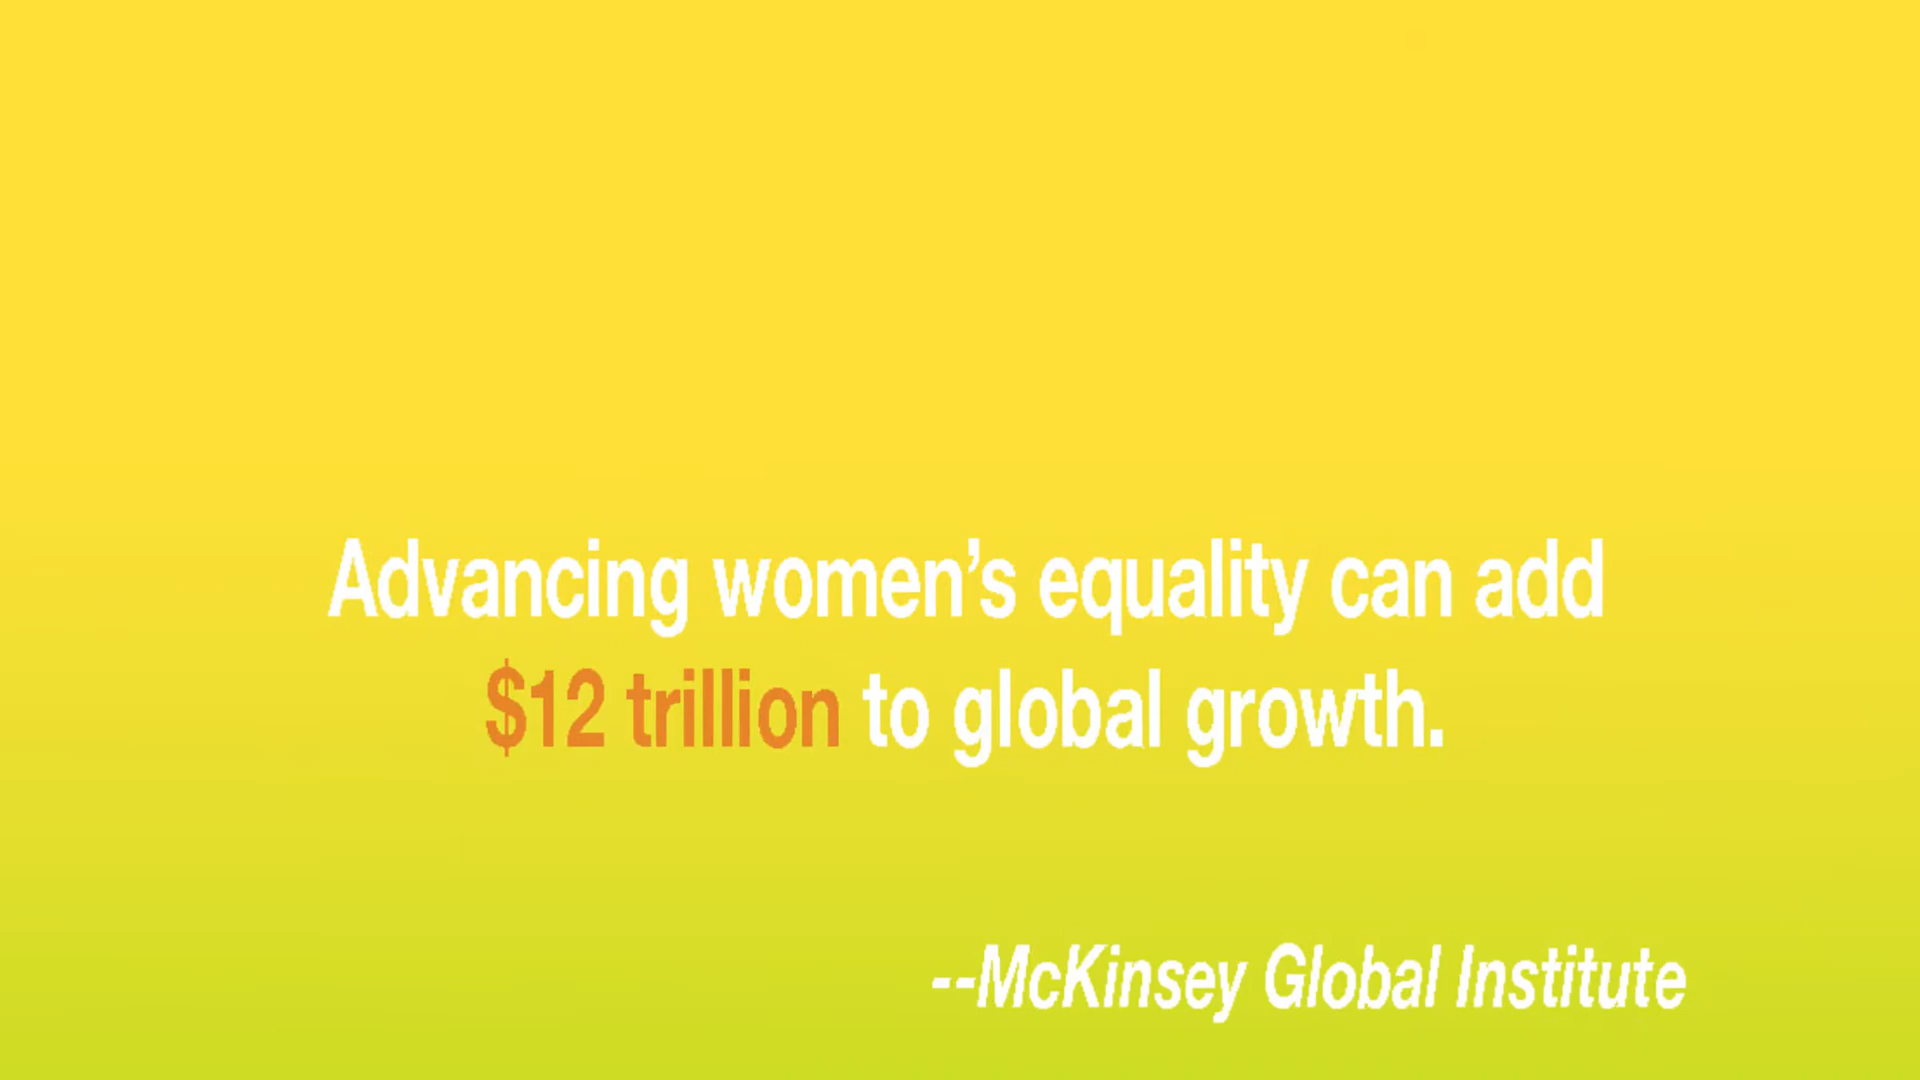 Advancing women’s equality can add
$12 trillion to global growth.
--McKinsey Global Institute